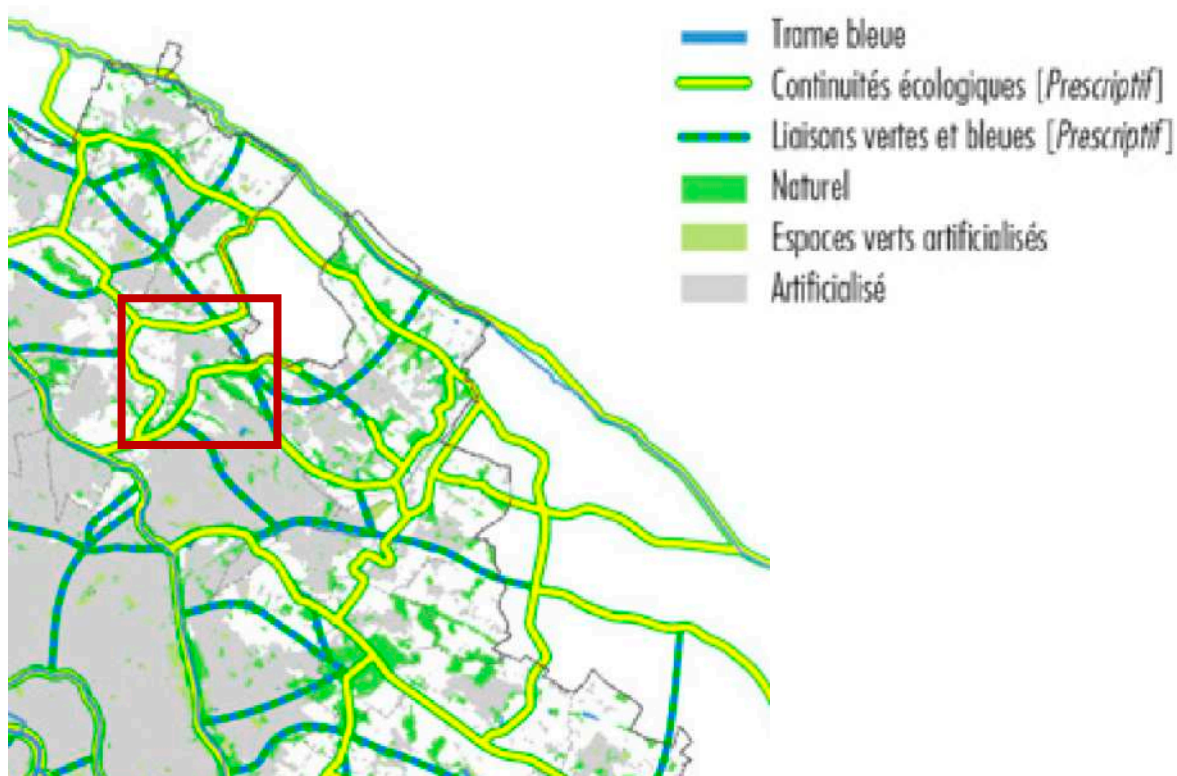 Trame bleue
Continuités écologiques [Prescriptif]
Liaisons vertes et bleues [Prescriptif]
Naturel
Espaces verts artificialisés
Artificialisé